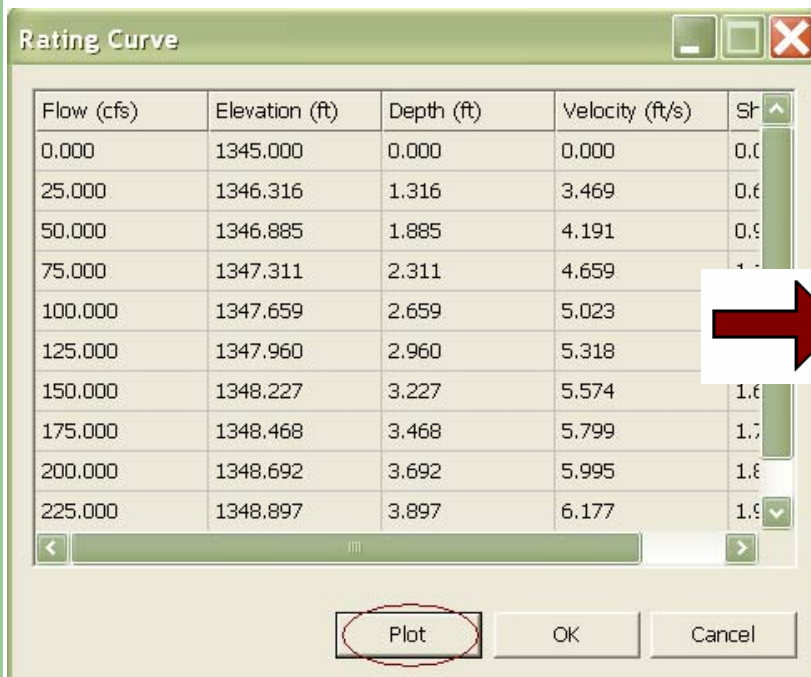 Rating Curve
Flow (cfs) Elevation (ft) Depth (ft) Velocity (ft/s)
0.000 1345.000 0.000 0.000
25.000 1346.316 1.316 3.469
50.000 1346.885 1.885 4.191
75.000 1347.311 2.311 4.659
100.000 1347.659 2.659 5.023
125.000 1347.960 2.960 5.318
150.000 1348.227 3.227 5.574
175.000 1348.468 3.468 5.799
200.000 1348.692 3.692 5.995
225.000 1348.897 3.897 6.177
Plot OK Cancel